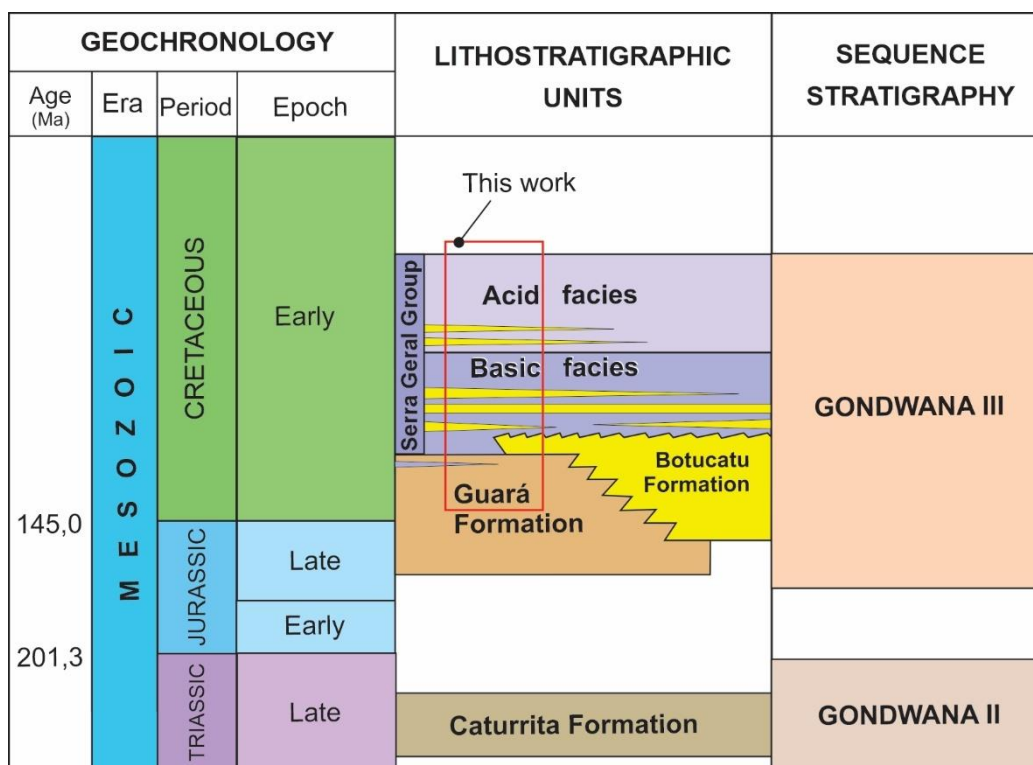 GEOCHRONOLOGY
LITHOSTRATIGRAPHIC
UNITS
SEQUENCE
STRATIGRAPHY
Age
(Ma)
Era
Period
Epoch
This work
MESOZOIC
CRETACEOUS
Early
Serra Geral Group
Acid facies
Basic facies
Botucatu
Formation
Guará
Formation
GONDWANA III
145,0
JURASSIC
Late
Early
201,3
TRIASSIC
Late
Caturrita Formation
GONDWANA II